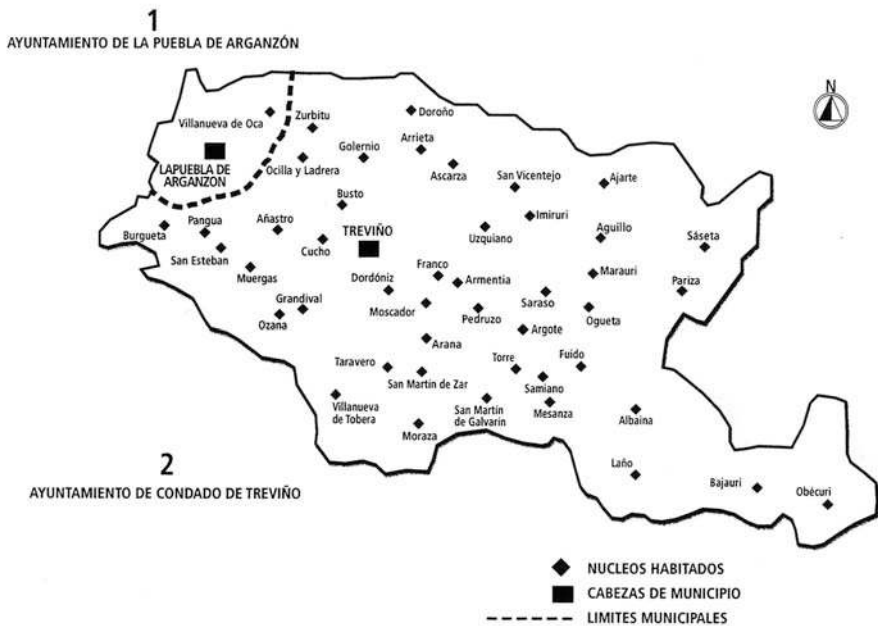 1
AYUNTAMIENTO DE LA PUEBLA DE ARGANZÓN
N
Villanueva de Oca
Zurbitu
Doroño
LAPUEBLA DE
ARGANZON
Ocilla y Ladrera
Golernio
Arrieta
Ascarza
San Vicentejo
Ajarte
Busto
Imiruri
Burgueta
Pangua
Añastro
TREVIÑO
Uzquiano
Aguillo
Sáseta
San Esteban
Cucho
Muergas
Franco
Armentia
Marauri
Dordóniz
Pariza
Grandival
Moscador
Saraso
Ozana
Pedruzo
Ogueta
Argote
Arana
Taravero
Torre
Fuído
San Martín de Zar
Samiano
Villanueva
de Tobera
San Martín
de Galvarín
Mesanza
Albaina
Moraza
2
AYUNTAMIENTO DE CONDADO DE TREVIÑO
Laño
Bajauri
Obécuri
NUCLEOS HABITADOS
CABEZAS DE MUNICIPIO
LIMITES MUNICIPALES